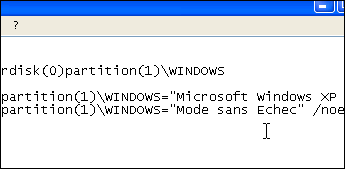 ?
rdisk(0)partition(1)\WINDOWS
partition(1)\WINDOWS="Microsoft Windows XP
partition(1)\WINDOWS="Mode sans Echec" /noe